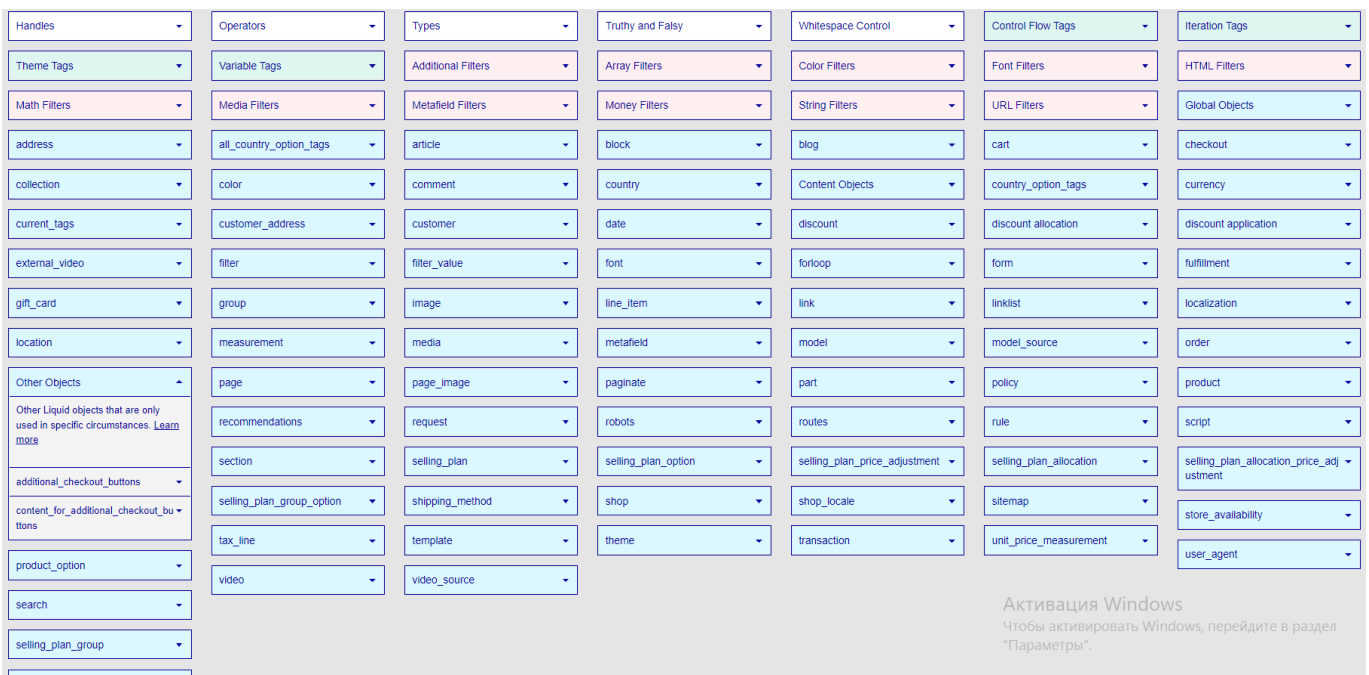 Handles
Operators
Types
Truthy and Falsy
Whitespace Control
Control Flow Tags
Iteration Tags
Theme Tags
Variable Tags
Additional Filters
Array Filters
Color Filters
Font Filters
HTML Filters
Math Filters
Media Filters
Metafield Filters
Money Filters
String Filters
URL Filters
Global Objects
address
all_country_option_tags
article
block
blog
cart
checkout
collection
color
comment
country
Content Objects
country_option_tags
currency
current_tags
customer_address
customer
date
discount
discount allocation
discount application
external_video
filter
filter_value
font
forloop
form
fulfillment
gift_card
group
image
line_item
link
linklist
localization
location
measurement
media
metafield
model
model_source
order
Other Objects
Other Liquid objects that are only
used in specific circumstances. Learn
more
additional_checkout_buttons
content_for_additional_checkout_bu
ttons
page
page_image
paginate
part
policy
product
recommendations
request
robots
routes
rule
script
section
selling_plan
selling_plan_option
selling_plan_price_adjustment
selling_plan_allocation
selling_plan_allocation_price_adj
ustment
selling_plan_group_option
shipping_method
shop
shop_locale
sitemap
store_availability
tax_line
template
theme
transaction
unit_price_measurement
user_agent
product_option
video
video_source
search
selling_plan_group
Активация Windows
Чтобы активировать Windows, перейдите в раздел
"Параметры".